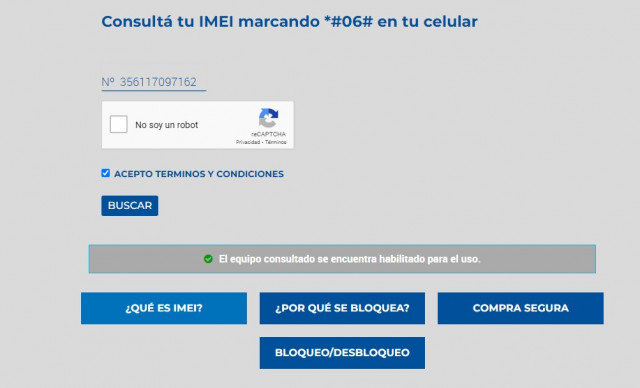 Consultá tu IMEI marcando *#06# en tu celular
Nº 356117097162
No soy un robot
reCAPTCHA
Privacidad - Términos
ACEPTO TERMINOS Y CONDICIONES
BUSCAR
El equipo consultado se encuentra habilitado para el uso.
¿QUÉ ES IMEI?
¿POR QUÉ SE BLOQUEA?
COMPRA SEGURA
BLOQUEO/DESBLOQUEO